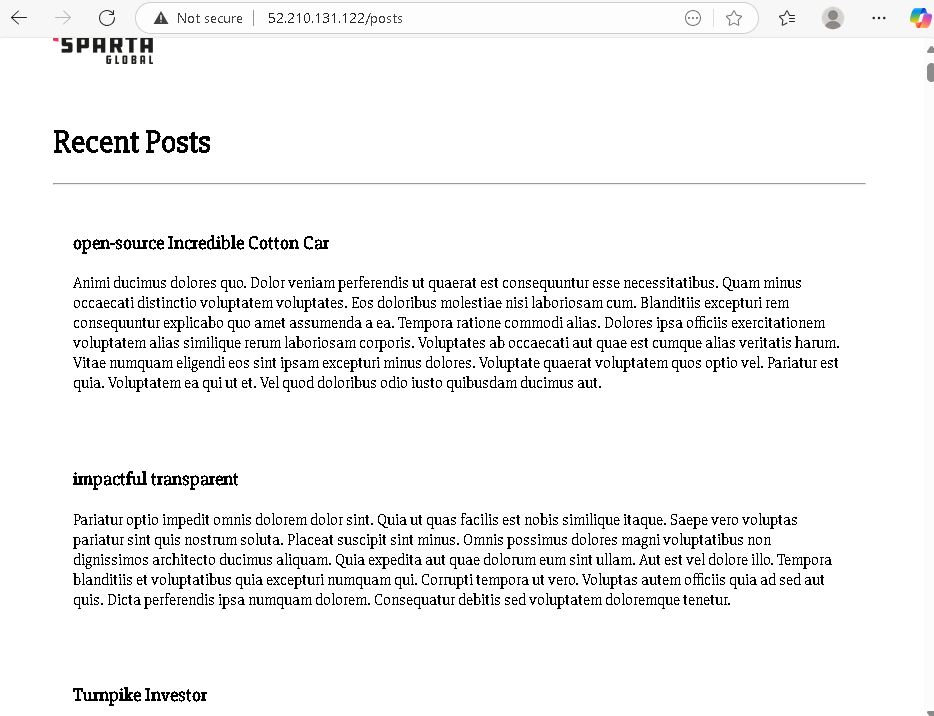 Not secure
52.210.131.122/posts
SPARTA
GLOBAL
Recent Posts
open-source Incredible Cotton Car
Animi ducimus dolores quo. Dolor veniam perferendis ut quaerat est consequuntur esse necessitatibus. Quam minus
occaecati distinctio voluptatem voluptates. Eos doloribus molestiae nisi laboriosam cum. Blanditiis excepturi rem
consequuntur explicabo quo amet assumenda a ea. Tempora ratione commodi alias. Dolores ipsa officiis exercitationem
voluptatem alias similique rerum laboriosam corporis. Voluptates ab occaecati aut quae est cumque alias veritatis harum.
Vitae numquam eligendi eos sint ipsam excepturi minus dolores. Voluptate quaerat voluptatem quos optio vel. Pariatur est
quia. Voluptatem ea qui ut et. Vel quod doloribus odio iusto quibusdam ducimus aut.
impactful transparent
Pariatur optio impedit omnis dolorem dolor sint. Quia ut quas facilis est nobis similique itaque. Saepe vero voluptas
pariatur sint quis nostrum soluta. Placeat suscipit sint minus. Omnis possimus dolores magni voluptatibus non
dignissimos architecto ducimus aliquam. Quia expedita aut quae dolorum eum sint ullam. Aut est vel dolore illo. Tempora
blanditiis et voluptatibus quia excepturi numquam qui. Corrupti tempora ut vero. Voluptas autem officiis quia ad sed aut
quis. Dicta perferendis ipsa numquam dolorem. Consequatur debitis sed voluptatem doloremque tenetur.
Turnpike Investor